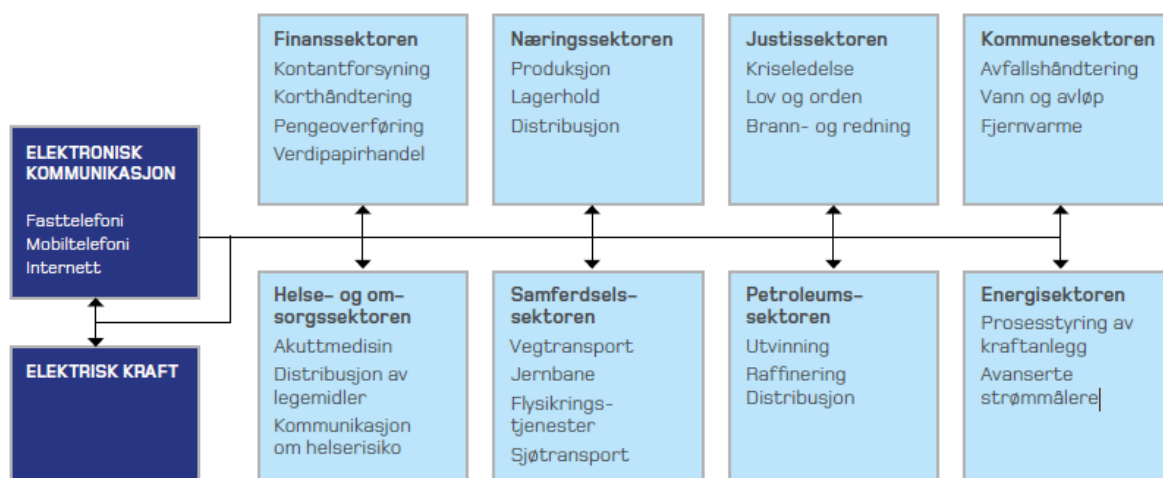 ELEKTRONISK
KOMMUNIKASJON
Fasttelefoni
Mobiltelefoni
Internett
ELEKTRISK KRAFT
Finanssektoren
Kontantforsyning
Korthåndtering
Pengeoverføring
Verdipapirhandel
Næringssektoren
Produksjon
Lagerhold
Distribusjon
Justissektoren
Kriseledelse
Lov og orden
Brann- og redning
Kommunesektoren
Avfallshåndtering
Vann og avløp
Fjernvarme
Helse- og om-
sorgssektoren
Akuttmedisin
Distribusjon av
legemidler
Kommunikasjon
om helserisiko
Samferdsels-
sektoren
Vegtransport
Jernbane
Flysikrings-
tjenester
Sjøtransport
Petroleums-
sektoren
Utvinning
Raffinering
Distribusjon
Energisektoren
Prosesstyring av
kraftanlegg
Avanserte
strømmålere